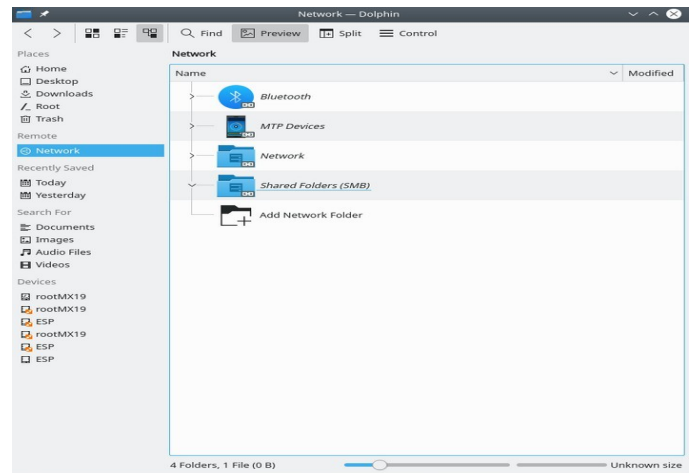 Network — Dolphin
Find Preview Split Control
Places
Home
Desktop
Downloads
Root
Trash
Remote
Network
Recently Saved
Today
Yesterday
Search For
Documents
Images
Audio Files
Videos
Devices
rootMX19
rootMX19
ESP
rootMX19
ESP
ESP
Network
Name Modified
Bluetooth
MTP Devices
Network
Shared Folders (SMB)
Add Network Folder
4 Folders, 1 File (0 B) Unknown size